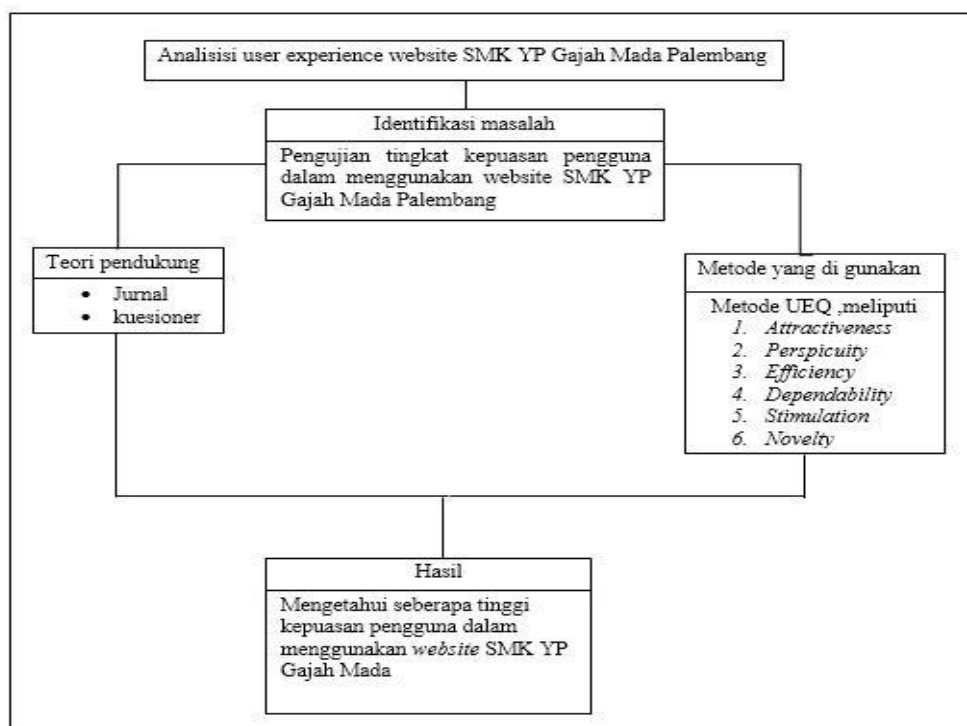 Analisisi user experience website SMK YP Gajah Mada Palembang
Identifikasi masalah
Pengujian tingkat kepuasan pengguna
dalam menggunakan website SMK YP
Gajah Mada Palembang
Teori pendukung
• Jurnal
• kuesioner
Metode yang di gunakan
Metode UEQ ,meliputi
1. Attractiveness
2. Perspicuity
3. Efficiency
4. Dependability
5. Stimulation
6. Novelty
Hasil
Mengetahui seberapa tinggi
kepuasan pengguna dalam
menggunakan website SMK YP
Gajah Mada